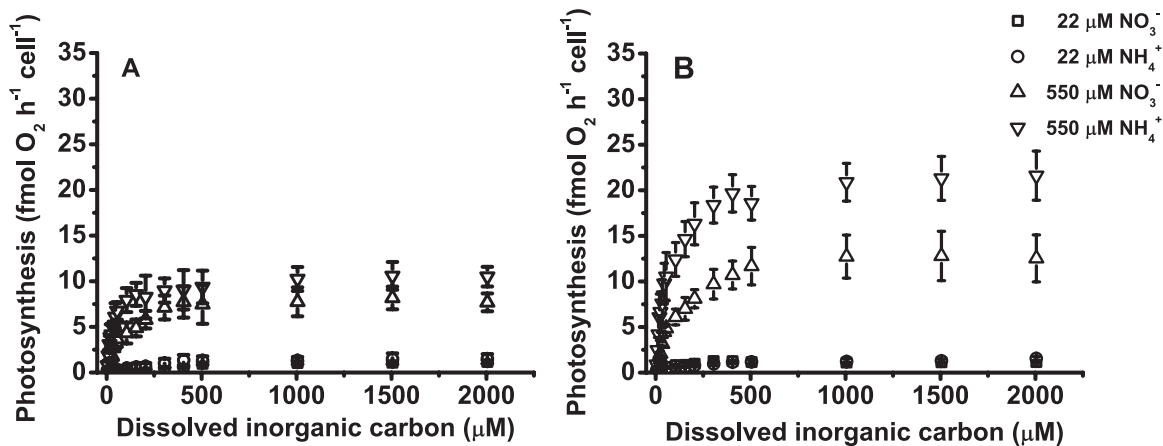 Photosynthesis (fmol O₂ h⁻¹ cell⁻¹)
35
30
25
20
15
10
5
0
A
0 500 1000 1500 2000
Dissolved inorganic carbon (μM)
Photosynthesis (fmol O₂ h⁻¹ cell⁻¹)
35
30
25
20
15
10
5
0
B
0 500 1000 1500 2000
Dissolved inorganic carbon (μM)
22 μM NO₃⁻
22 μM NH₄⁺
550 μM NO₃⁻
550 μM NH₄⁺